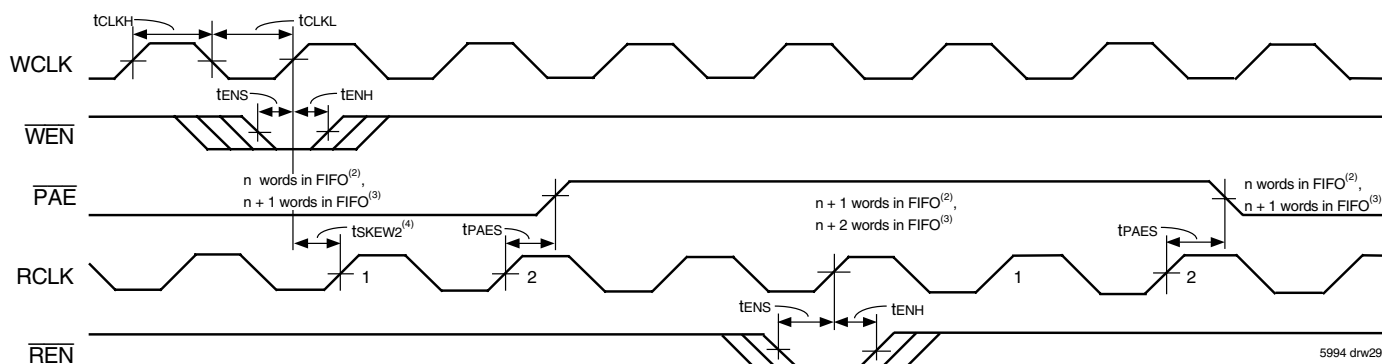 tCLKH tCLKL
WCLK
tENS tENH
WEN
n words in FIFO(2),
n + 1 words in FIFO(3)
PAE
n + 1 words in FIFO(2),
n + 2 words in FIFO(3)
n words in FIFO(2),
n + 1 words in FIFO(3)
tSKEW2(4) tPAES tPAES
RCLK 1 2 1 2
tENS tENH
REN
5994 drw29